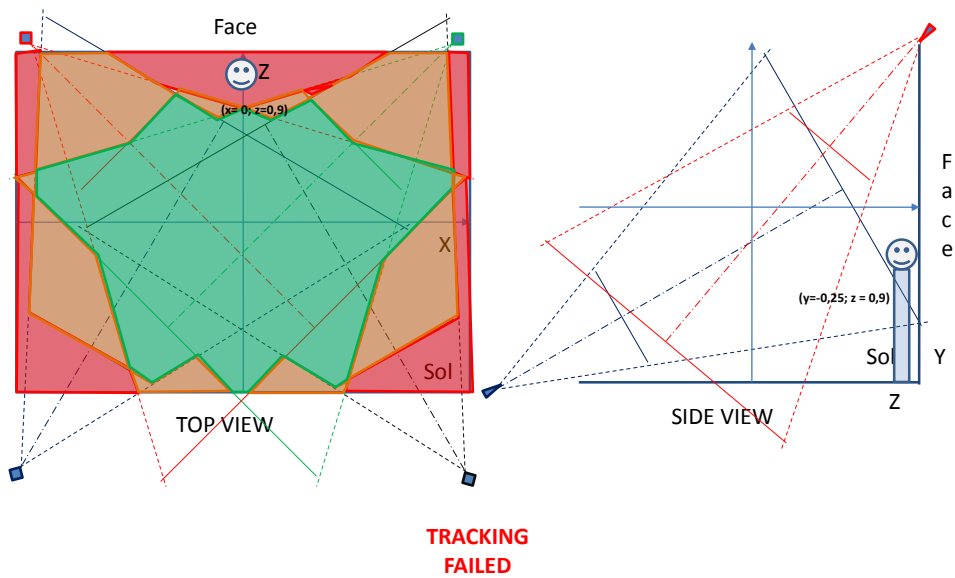 Face
Z
(x= 0; z=0,9)
X
Sol
TOP VIEW
F
a
c
e
(y=-0,25; z = 0,9)
Sol
Y
Z
SIDE VIEW
TRACKING
FAILED